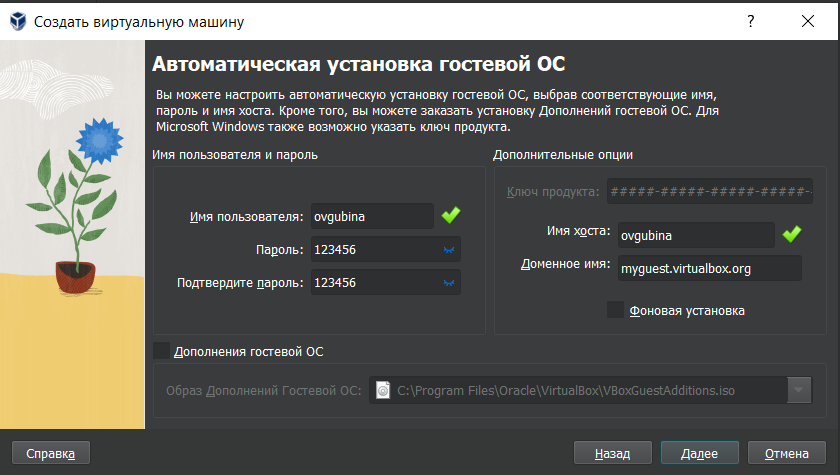 Создать виртуальную машину
?
Автоматическая установка гостевой ОС
Вы можете настроить автоматическую установку гостевой ОС, выбрав соответствующие имя,
пароль и имя хоста. Кроме того, вы можете заказать установку Дополнений гостевой ОС. Для
Microsoft Windows также возможно указать ключ продукта.
Имя пользователя и пароль
Имя пользователя: ovgubina
Пароль: 123456
Подтвердите пароль: 123456
Дополнительные опции
Ключ продукта: #####-#####-#####-#####-
Имя хоста: ovgubina
Доменное имя: myguest.virtualbox.org
Фоновая установка
Дополнения гостевой ОС
Образ Дополнений Гостевой ОС: C:\Program Files\Oracle\VirtualBox\VBoxGuestAdditions.iso
Справка
Назад
Далее
Отмена